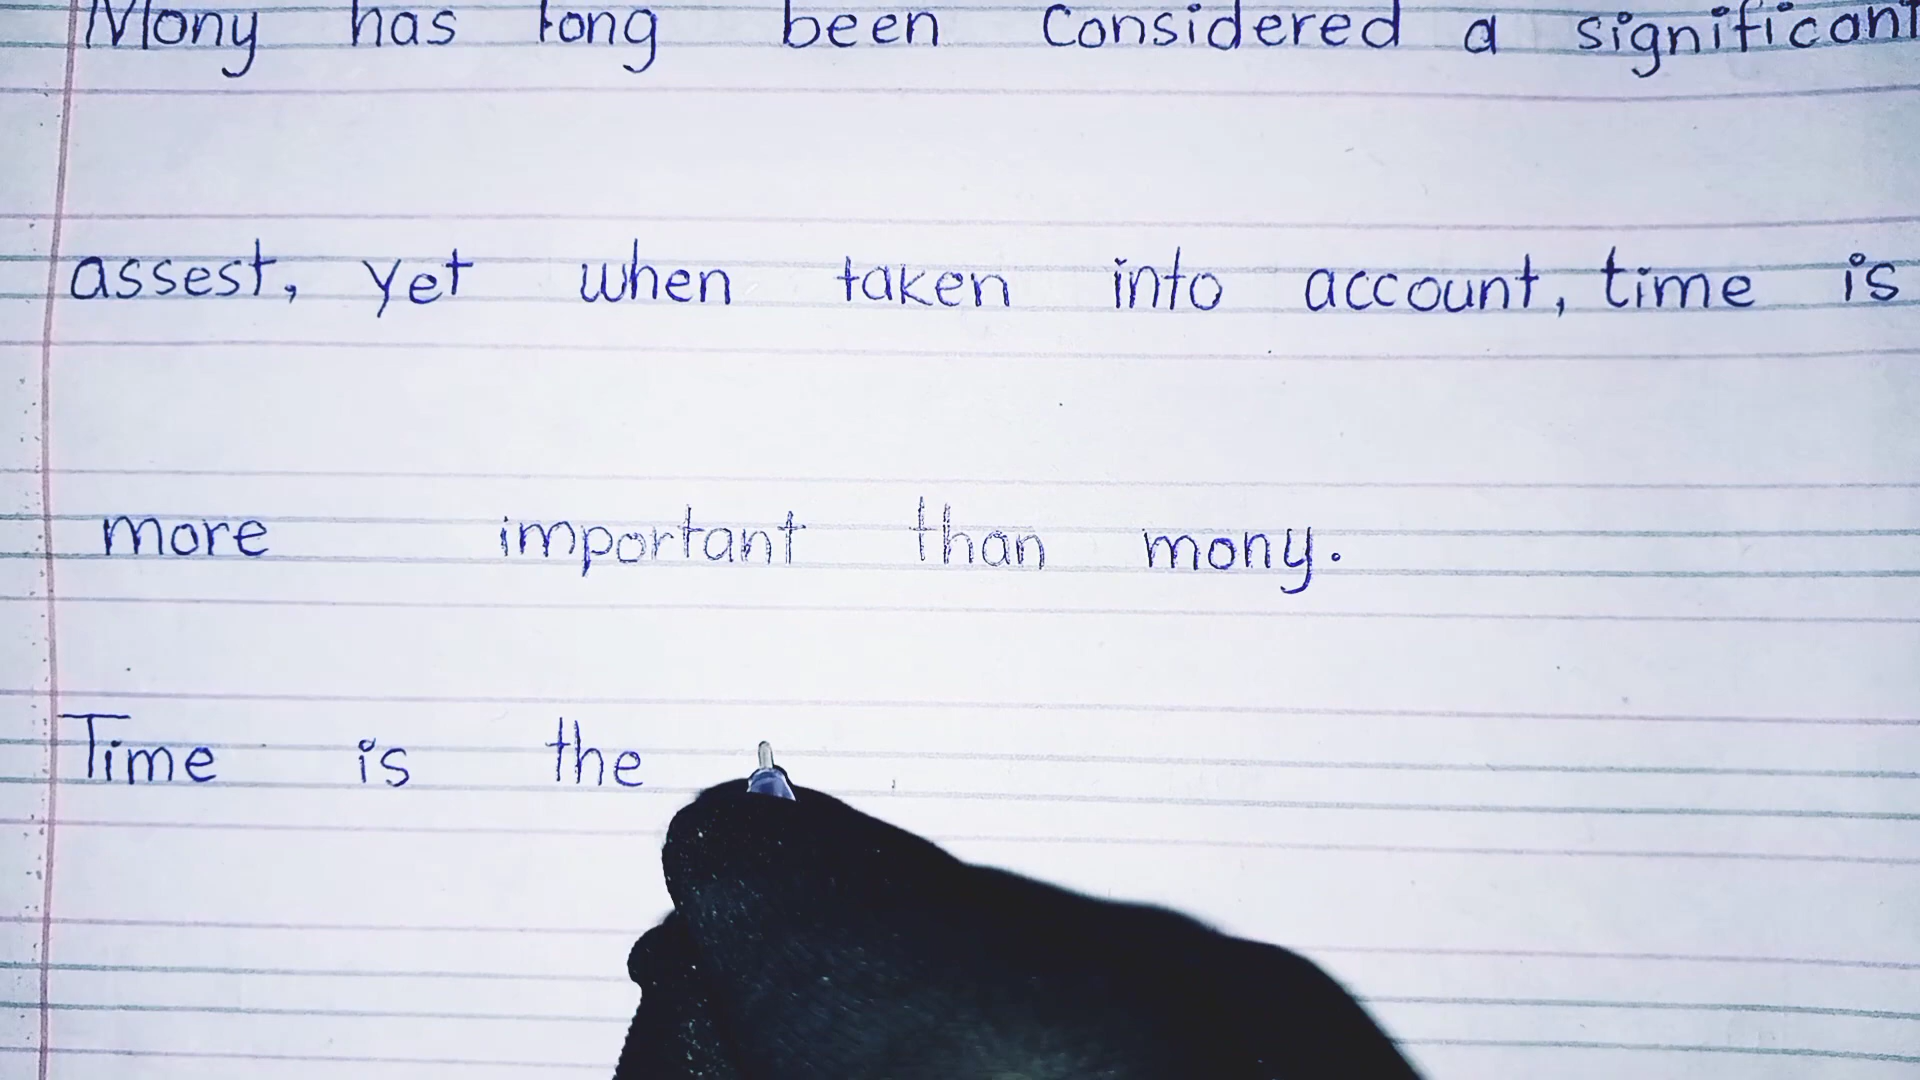 Mony has long been considered a significant
assest, yet when taken into account, time is
more important than mony.
Time is the